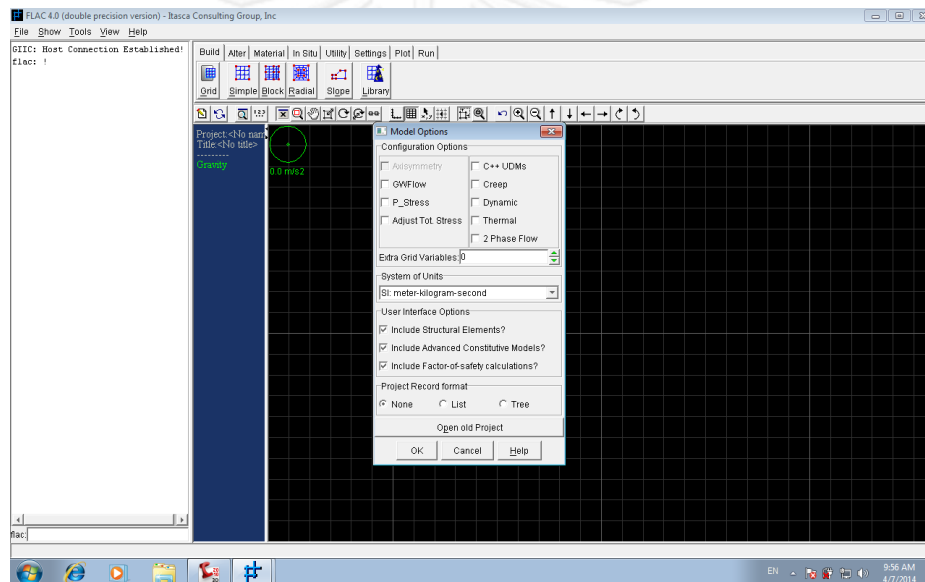 FLAC 4.0 (double precision version) - Itasca Consulting Group, Inc
File Show Tools View Help
GIIC: Host Connection Established!
flac: !
Build Alter Material In Situ Utility Settings Plot Run
Grid Simple Block Radial Slope Library
Project:<No nam
Title:<No title>
---------
Gravity
0.0 m/s2
Model Options
Configuration Options
Axisymmetry
GWFlow
P_Stress
Adjust Tot. Stress
C++ UDMs
Creep
Dynamic
Thermal
2 Phase Flow
Extra Grid Variables: 0
System of Units
SI: meter-kilogram-second
User Interface Options
Include Structural Elements?
Include Advanced Constitutive Models?
Include Factor-of-safety calculations?
Project Record format
None List Tree
Open old Project
OK Cancel Help
flac:
EN
9:56 AM
4/7/2014